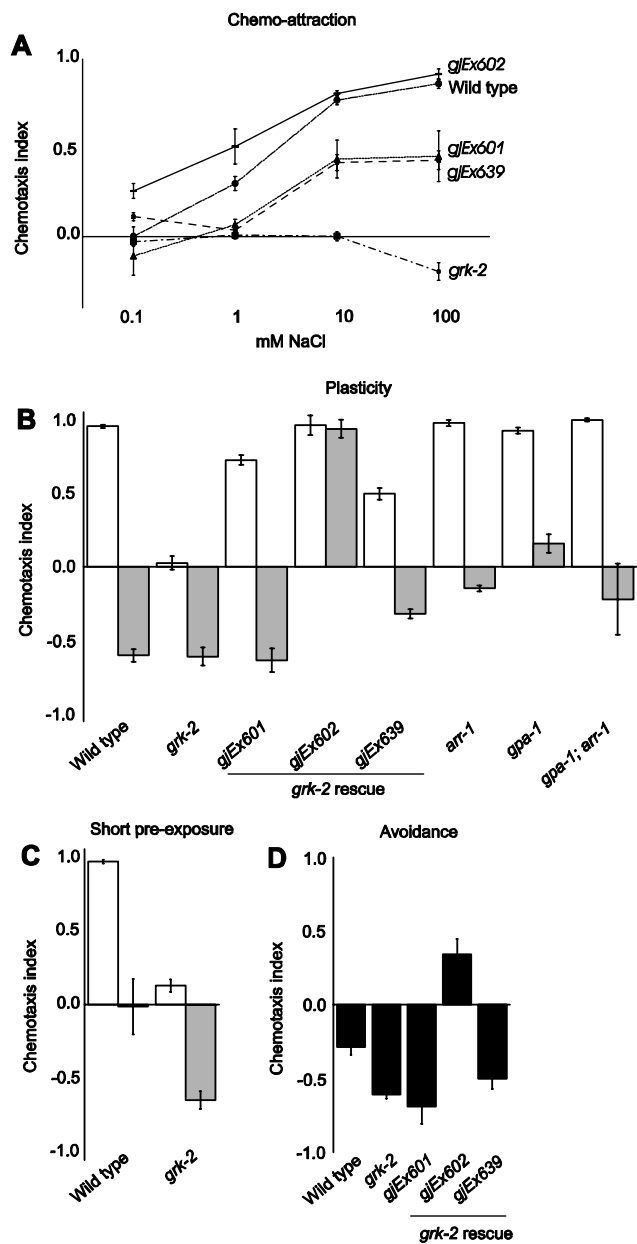 Chemo-attraction
A
1.0
0.5
0.0
Chemotaxis index
gjEx602
Wild type
gjEx601
gjEx639
grk-2
0.1 1 10 100
mM NaCl
Plasticity
B
1.0
0.5
0.0
-0.5
-1.0
Chemotaxis index
Wild type
grk-2
gjEx601
gjEx602
gjEx639
arr-1
gpa-1
gpa-1; arr-1
grk-2 rescue
Short pre-exposure
C
1.0
0.5
0.0
-0.5
-1.0
Chemotaxis index
Wild type
grk-2
Avoidance
D
1.0
0.5
0.0
-0.5
-1.0
Chemotaxis index
Wild type
grk-2
gjEx601
gjEx602
gjEx639
grk-2 rescue